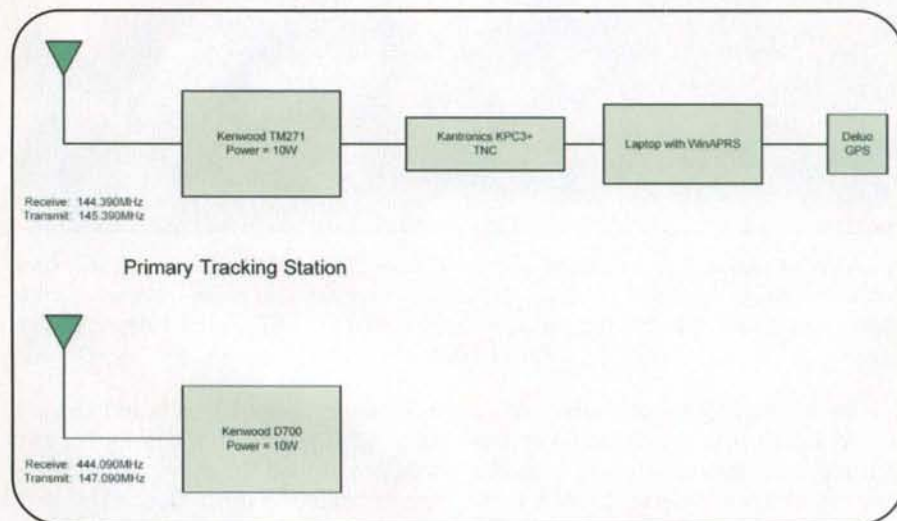 Kenwood TM271
Power = 10W
Kantronics KPC3+
TNC
Laptop with WinAPRS
Deluo
GPS
Receive: 144.390MHz
Transmit: 145.390MHz
Primary Tracking Station
Kenwood D700
Power = 10W
Receive: 444.090MHz
Transmit: 147.090MHz